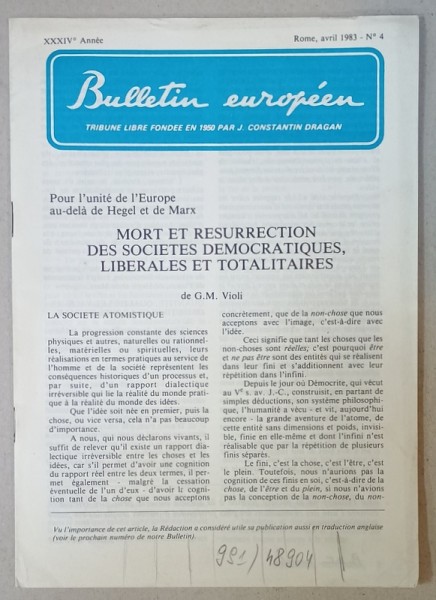 XXXIVe Année
Rome, avril 1983 - N° 4
Bulletin européen
TRIBUNE LIBRE FONDEE EN 1950 PAR J. CONSTANTIN DRAGAN
Pour l'unité de l'Europe
au-delà de Hegel et de Marx
MORT ET RESURRECTION
DES SOCIETES DEMOCRATIQUES,
LIBERALES ET TOTALITAIRES
de G.M. Violi
LA SOCIETE ATOMISTIQUE
La progression constante des sciences
physiques et autres, naturelles ou rationnel-
les, matérielles ou spirituelles, leurs
réalisations en termes pratiques au service de
l'homme et de la société représentent les
conséquences historiques d'un processus et,
par suite, d'un rapport dialectique
irréversible qui lie la réalité du monde prati-
que à la réalité du monde des idées.
Que l'idée soit née en premier, puis la
chose, ou vice versa, cela n'a pas beaucoup
d'importance.
A nous, qui nous déclarons vivants, il
suffit de relever qu'il existe un rapport dia-
lectique irréversible entre les choses et les
idées, car s'il permet d'avoir une cognition
du rapport réel entre les deux termes, il per-
met également - malgré la cessation
éventuelle de l'un d'eux - d'avoir la cogni-
tion tant de la chose que nous acceptons
concrètement, que de la non-chose que nous
acceptons avec l'image, c'est-à-dire avec
l'idée.
Ceci signifie que tant les choses que les
non-choses sont réelles, c'est pourquoi être
et ne pas être sont des entités qui se réalisent
dans leur fini et s'additionnent avec leur
répétition dans l'infini.
Depuis le jour où Démocrite, qui vécut
au Ve s. av. J.-C., construisit, en partant de
simples déductions, son système philosophi-
que, l'humanité a vécu - et vit, aujourd'hui
encore - la grande aventure de l'atome, de
cette entité sans dimensions et poids, invisi-
ble, finie en elle-même et dont l'infini n'est
réalisable que par la répétition de plusieurs
finis séparés.
Le fini, c'est la chose, c'est l'être, c'est
le plein. Toutefois, nous n'aurions pas la
cognition de ces finis en soi, c'est-à-dire de la
chose, de l'être et du plein, si nous n'avions
pas la conception de la non-chose, du non-
Vu l'importance de cet article, la Rédaction a considéré utile sa publication aussi en traduction anglaise
(voir le prochain numéro de notre Bulletin).
991/48904